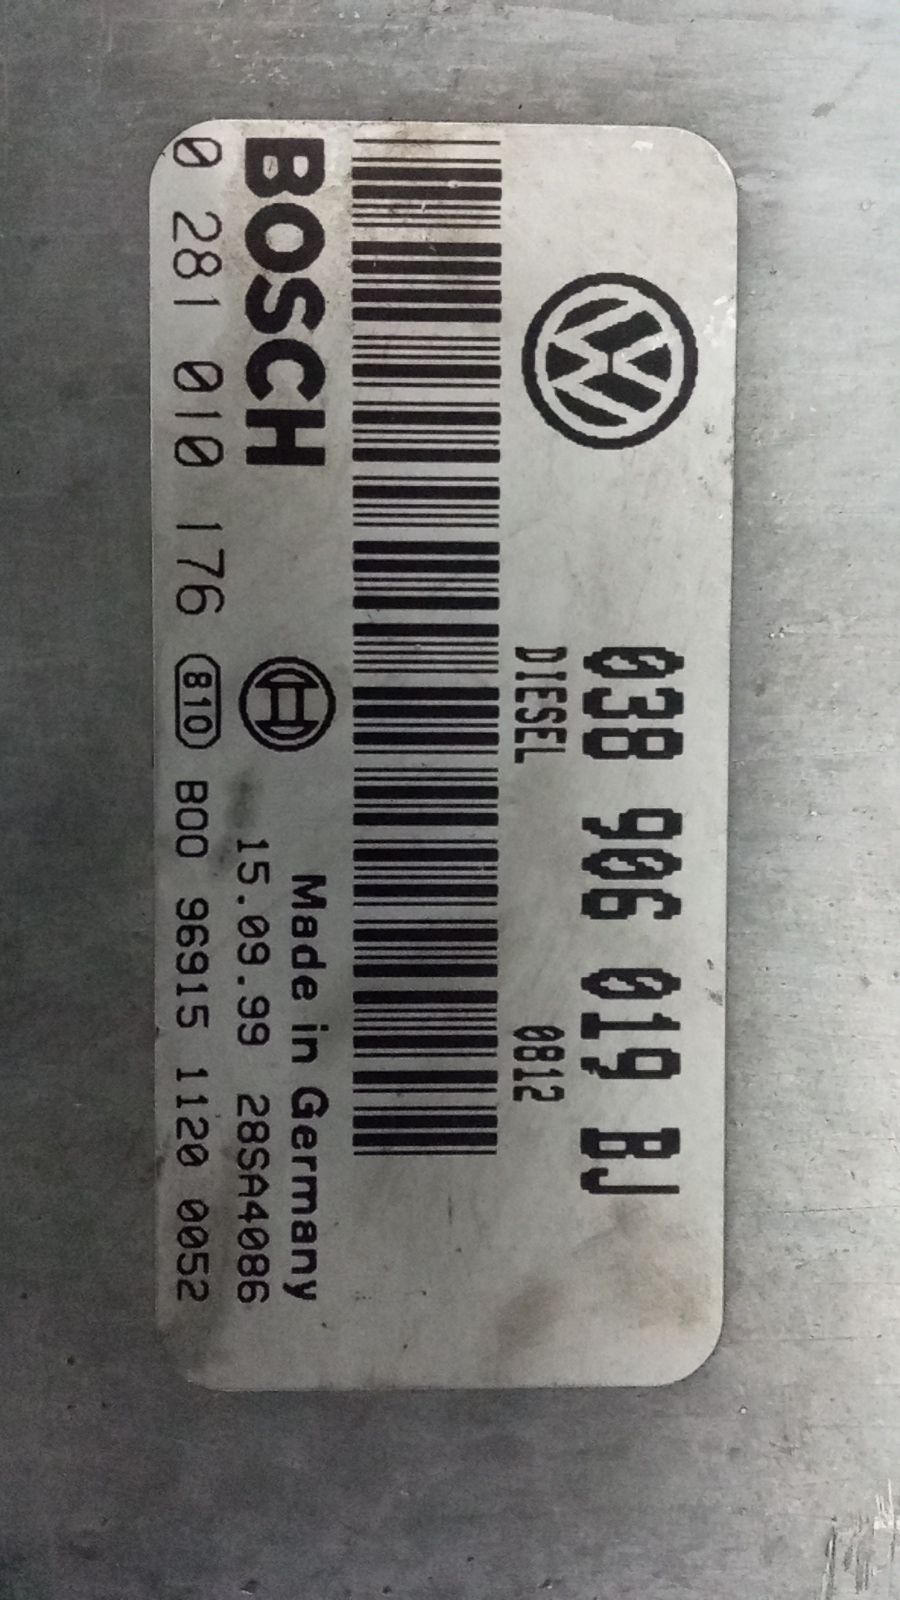 038 906 019 BJ
DIESEL 0812
BOSCH
Made in Germany
15.09.99 28SA4086
0 281 010 176 810 B00 96915 1120 0052